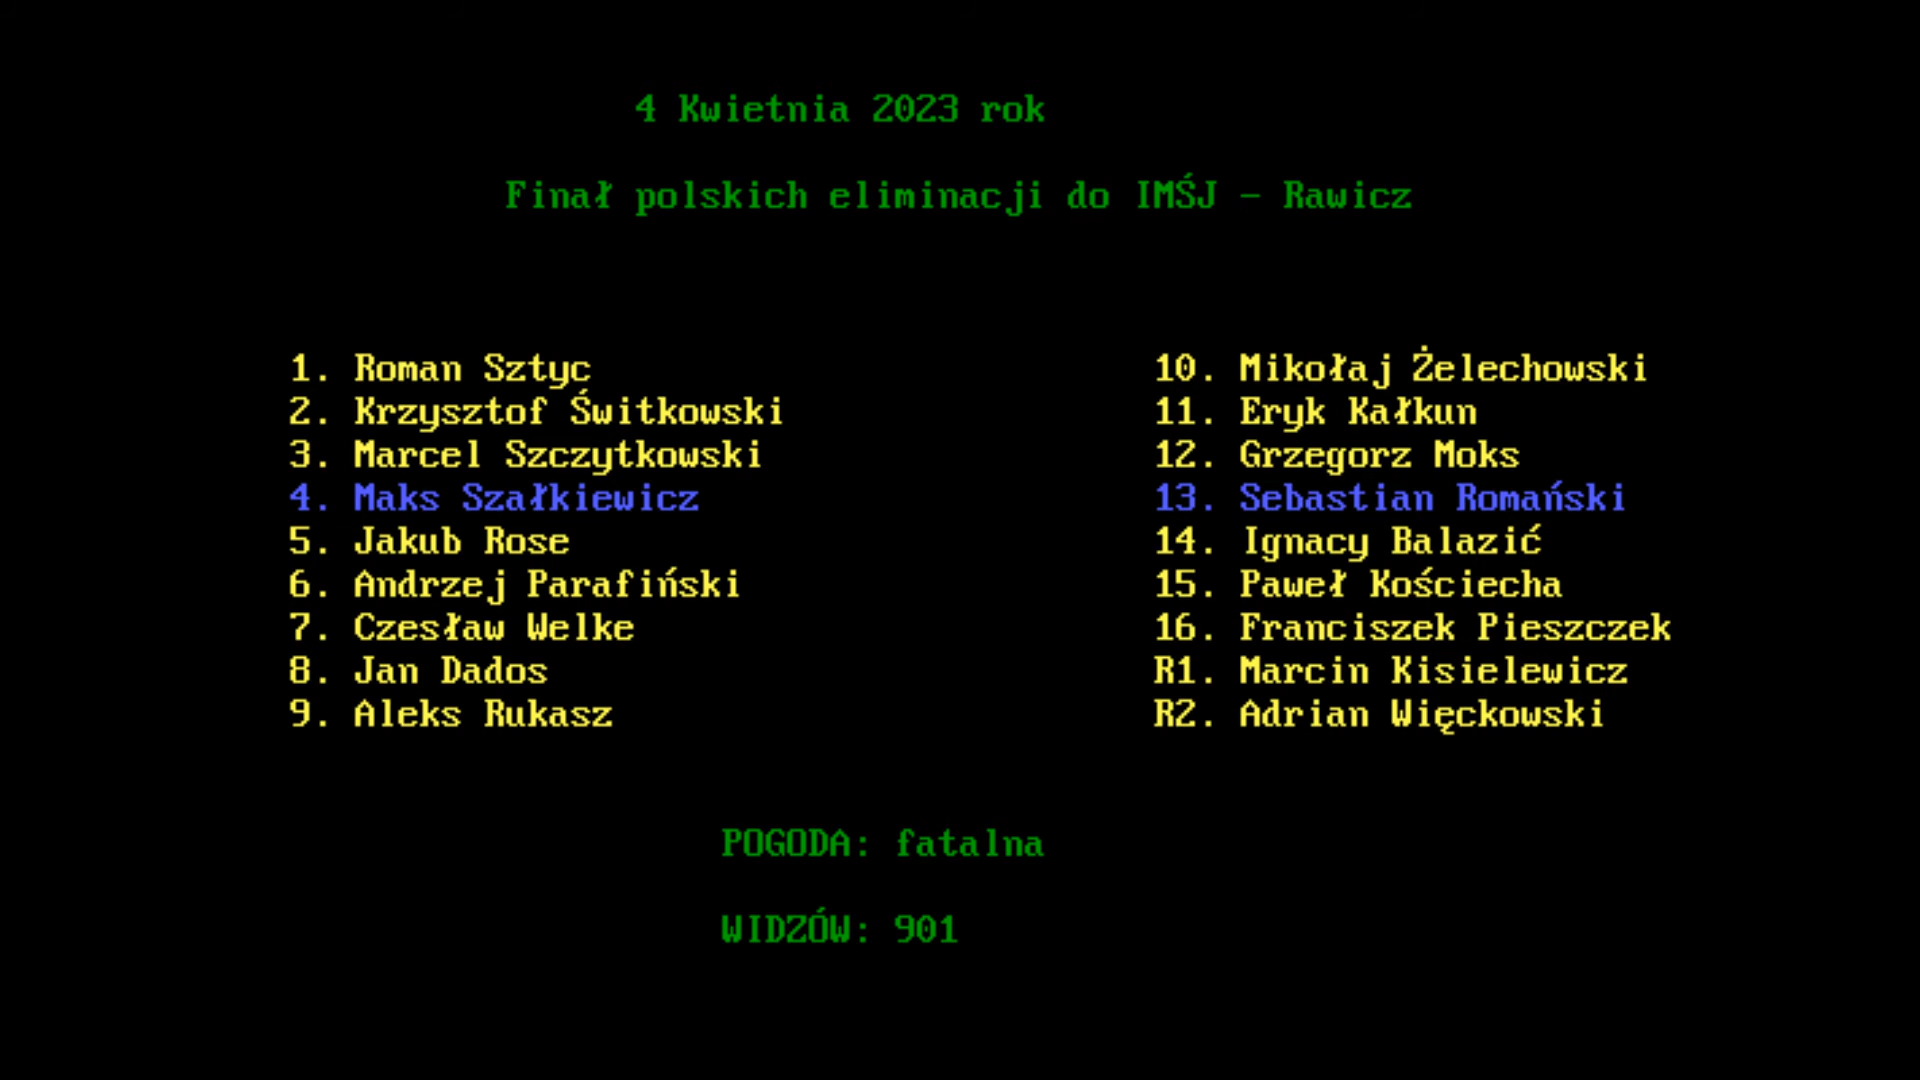 4 Kwietnia 2023 rok
Finał polskich eliminacji do IMŚJ - Rawicz
1. Roman Sztyc
2. Krzysztof Świtkowski
3. Marcel Szczytkowski
4. Maks Szałkiewicz
5. Jakub Rose
6. Andrzej Parafiński
7. Czesław Welke
8. Jan Dados
9. Aleks Rukasz
10. Mikołaj Żelechowski
11. Eryk Kałkun
12. Grzegorz Moks
13. Sebastian Romański
14. Ignacy Balazić
15. Paweł Kościecha
16. Franciszek Pieszczek
R1. Marcin Kisielewicz
R2. Adrian Więckowski
POGODA: fatalna
WIDZÓW: 901